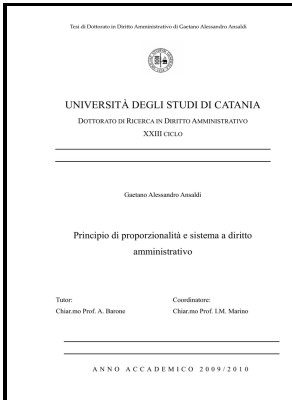 Tesi di Dottorato in Diritto Amministrativo di Gaetano Alessandro Ansaldi
UNIVERSITÀ DEGLI STUDI DI CATANIA
DOTTORATO DI RICERCA IN DIRITTO AMMINISTRATIVO
XXIII CICLO
Gaetano Alessandro Ansaldi
Principio di proporzionalità e sistema a diritto
amministrativo
Tutor: Coordinatore:
Chiar.mo Prof. A. Barone Chiar.mo Prof. I.M. Marino
ANNO ACCADEMICO 2009/2010